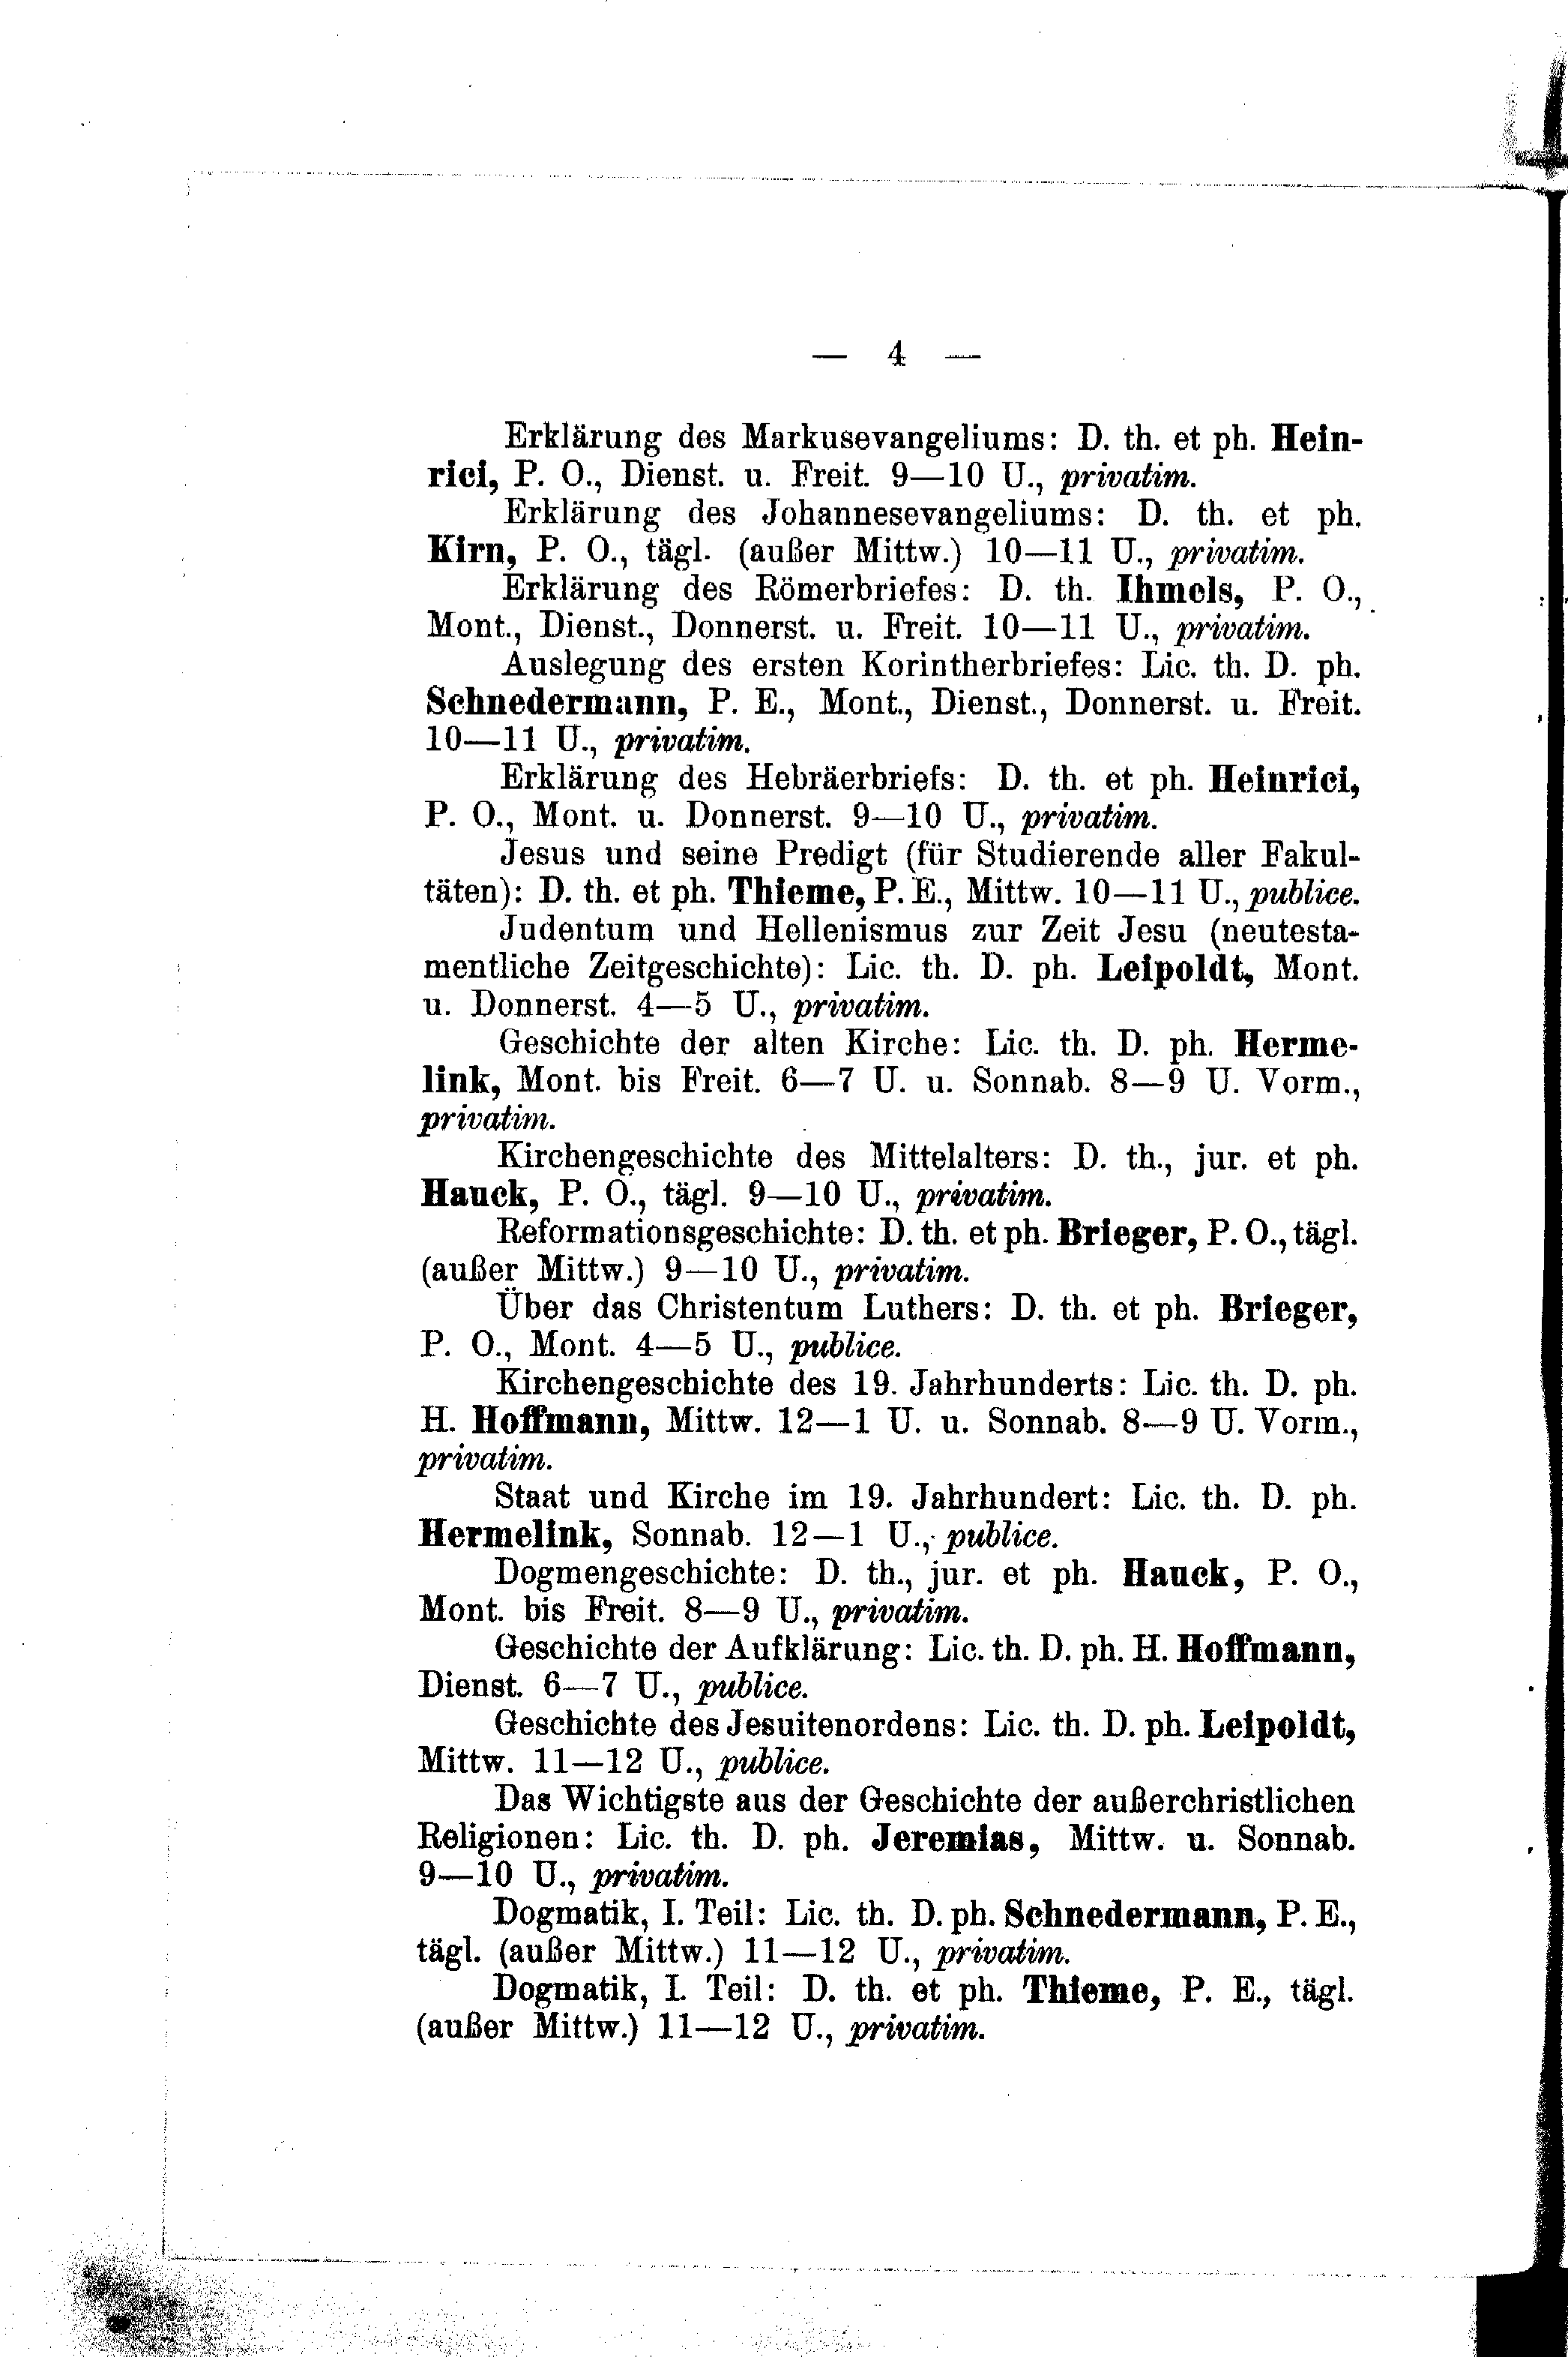 — 4 —
Erklärung des Markusevangeliums: D. th. et ph. Hein-
rici, P. O., Dienst. u. Freit. 9—10 U., privatim.
Erklärung des Johannesevangeliums: D. th. et ph.
Kirn, P. O., tägl. (außer Mittw.) 10—11 U., privatim.
Erklärung des Römerbriefes: D. th. Ihmels, P. O.,
Mont., Dienst., Donnerst. u. Freit. 10—11 U., privatim.
Auslegung des ersten Korintherbriefes: Lic. th. D. ph.
Schnedermann, P. E., Mont., Dienst., Donnerst. u. Freit.
10—11 U., privatim.
Erklärung des Hebräerbriefs: D. th. et ph. Heinrici,
P. O., Mont. u. Donnerst. 9—10 U., privatim.
Jesus und seine Predigt (für Studierende aller Fakul-
täten): D. th. et ph. Thieme, P. E., Mittw. 10—11 U., publice.
Judentum und Hellenismus zur Zeit Jesu (neutesta-
mentliche Zeitgeschichte): Lic. th. D. ph. Leipoldt, Mont.
u. Donnerst. 4—5 U., privatim.
Geschichte der alten Kirche: Lic. th. D. ph. Herme-
link, Mont. bis Freit. 6—7 U. u. Sonnab. 8—9 U. Vorm.,
privatim.
Kirchengeschichte des Mittelalters: D. th., jur. et ph.
Hauck, P. O., tägl. 9—10 U., privatim.
Reformationsgeschichte: D. th. et ph. Brieger, P. O., tägl.
(außer Mittw.) 9—10 U., privatim.
Über das Christentum Luthers: D. th. et ph. Brieger,
P. O., Mont. 4—5 U., publice.
Kirchengeschichte des 19. Jahrhunderts: Lic. th. D. ph.
H. Hoffmann, Mittw. 12—1 U. u. Sonnab. 8—9 U. Vorm.,
privatim.
Staat und Kirche im 19. Jahrhundert: Lic. th. D. ph.
Hermelink, Sonnab. 12—1 U., publice.
Dogmengeschichte: D. th., jur. et ph. Hauck, P. O.,
Mont. bis Freit. 8—9 U., privatim.
Geschichte der Aufklärung: Lic. th. D. ph. H. Hoffmann,
Dienst. 6—7 U., publice.
Geschichte des Jesuitenordens: Lic. th. D. ph. Leipoldt,
Mittw. 11—12 U., publice.
Das Wichtigste aus der Geschichte der außerchristlichen
Religionen: Lic. th. D. ph. Jeremias, Mittw. u. Sonnab.
9—10 U., privatim.
Dogmatik, I. Teil: Lic. th. D. ph. Schnedermann, P. E.,
tägl. (außer Mittw.) 11—12 U., privatim.
Dogmatik, I. Teil: D. th. et ph. Thieme, P. E., tägl.
(außer Mittw.) 11—12 U., privatim.